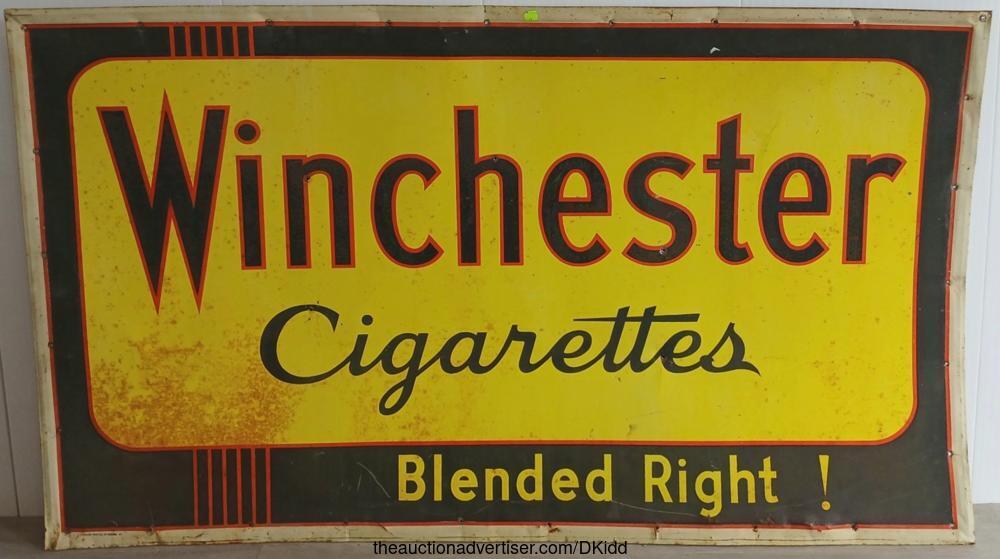 Winchester
Cigarettes
Blended Right !
theauctionadvertiser.com/DKidd